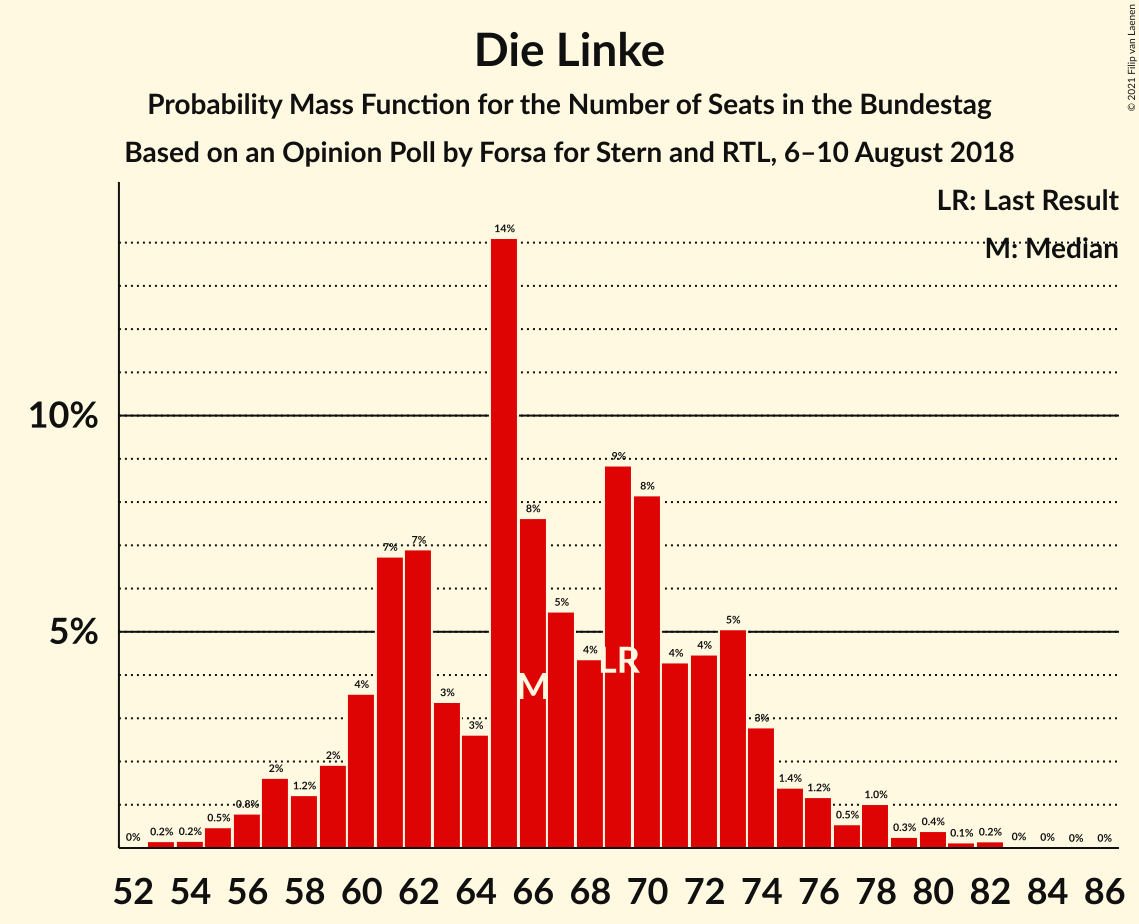 Die Linke
Probability Mass Function for the Number of Seats in the Bundestag
Based on an Opinion Poll by Forsa for Stern and RTL, 6–10 August 2018
© 2021 Filip van Laenen
LR: Last Result
M: Median
10%
5%
0% 0.2% 0.2% 0.5% 0.8% 2% 1.2% 2% 4% 7% 7% 3% 3% 14% 8% 5% 4% 9% 8% 4% 4% 5% 3% 1.4% 1.2% 0.5% 1.0% 0.3% 0.4% 0.1% 0.2% 0% 0% 0% 0%
M
LR
52 54 56 58 60 62 64 66 68 70 72 74 76 78 80 82 84 86